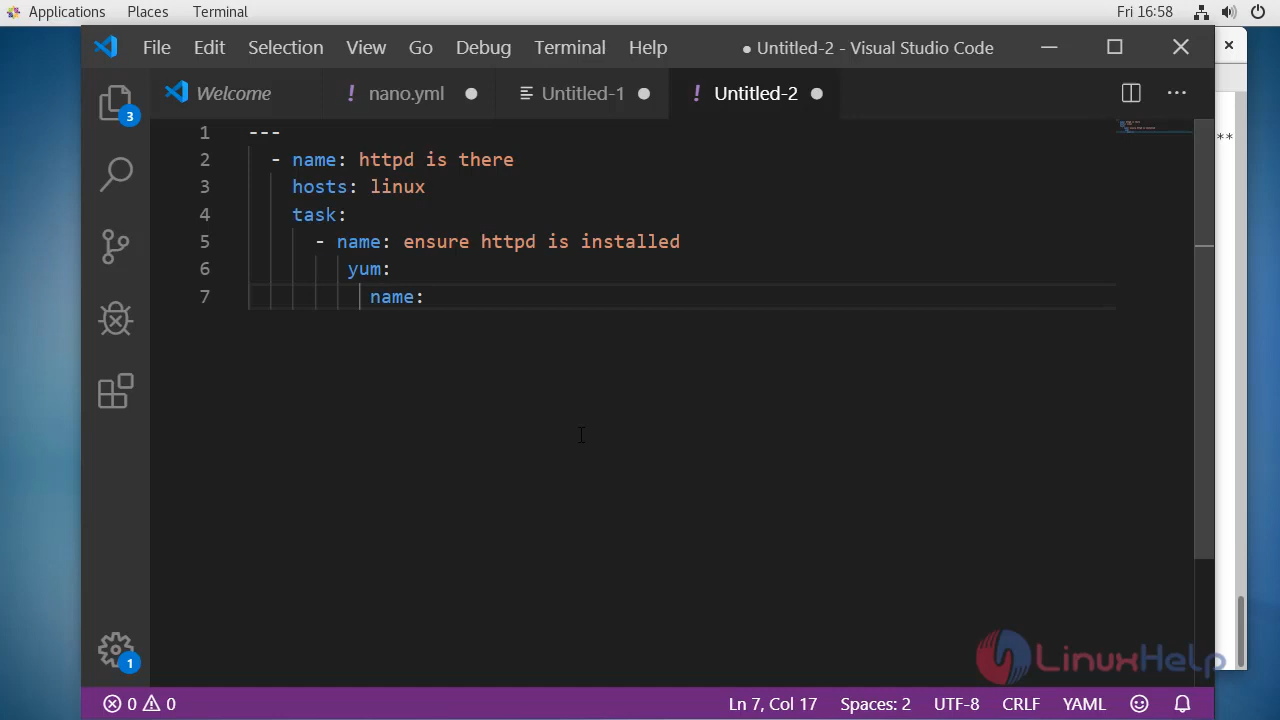 Applications Places Terminal Fri 16:58
File Edit Selection View Go Debug Terminal Help ● Untitled-2 - Visual Studio Code
Welcome ! nano.yml Untitled-1 ! Untitled-2
3
1 ---
2 - name: httpd is there
3 hosts: linux
4 task:
5 - name: ensure httpd is installed
6 yum:
7 name:
**
1
LinuxHelp
0 0 Ln 7, Col 17 Spaces: 2 UTF-8 CRLF YAML